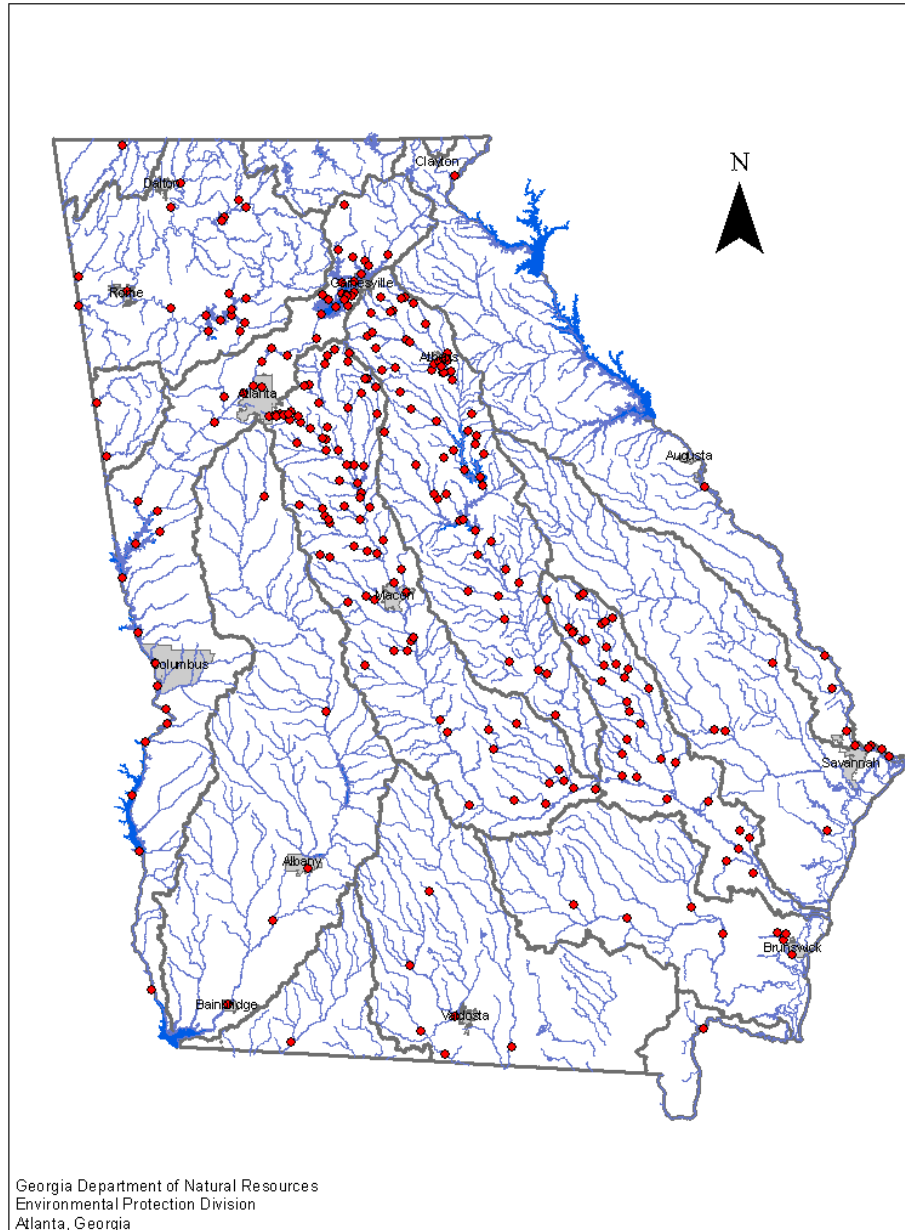 Clayton
N
Dalton
Gainesville
Rome
Athens
Atlanta
Augusta
Macon
Columbus
Savannah
Albany
Brunswick
Bainbridge
Valdosta
Georgia Department of Natural Resources
Environmental Protection Division
Atlanta, Georgia